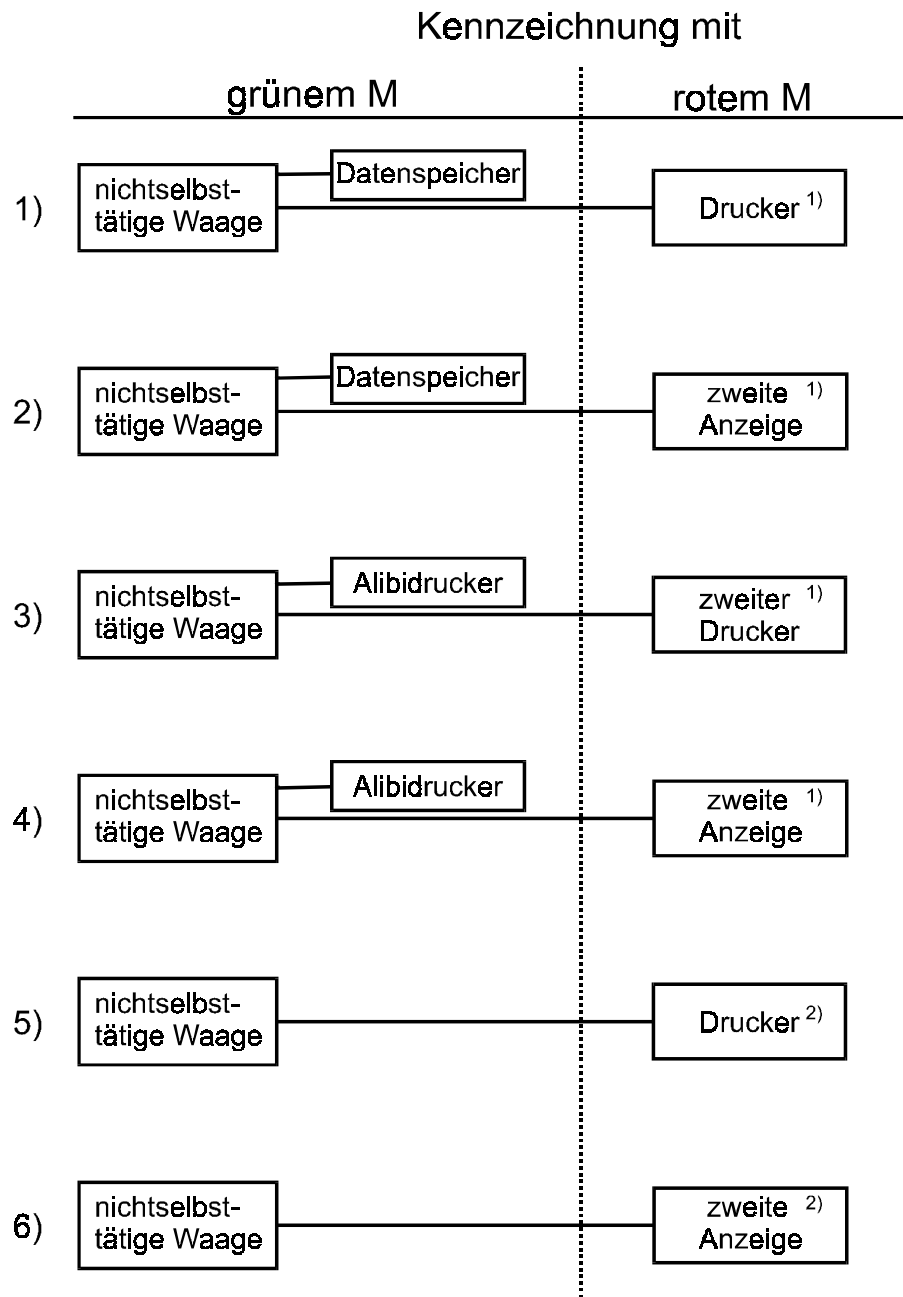 Kennzeichnung mit
grünem M
rotem M
1)
nichtselbst-
tätige Waage
Datenspeicher
Drucker 1)
2)
nichtselbst-
tätige Waage
Datenspeicher
zweite 1)
Anzeige
3)
nichtselbst-
tätige Waage
Alibidrucker
zweiter 1)
Drucker
4)
nichtselbst-
tätige Waage
Alibidrucker
zweite 1)
Anzeige
5)
nichtselbst-
tätige Waage
Drucker 2)
6)
nichtselbst-
tätige Waage
zweite 2)
Anzeige